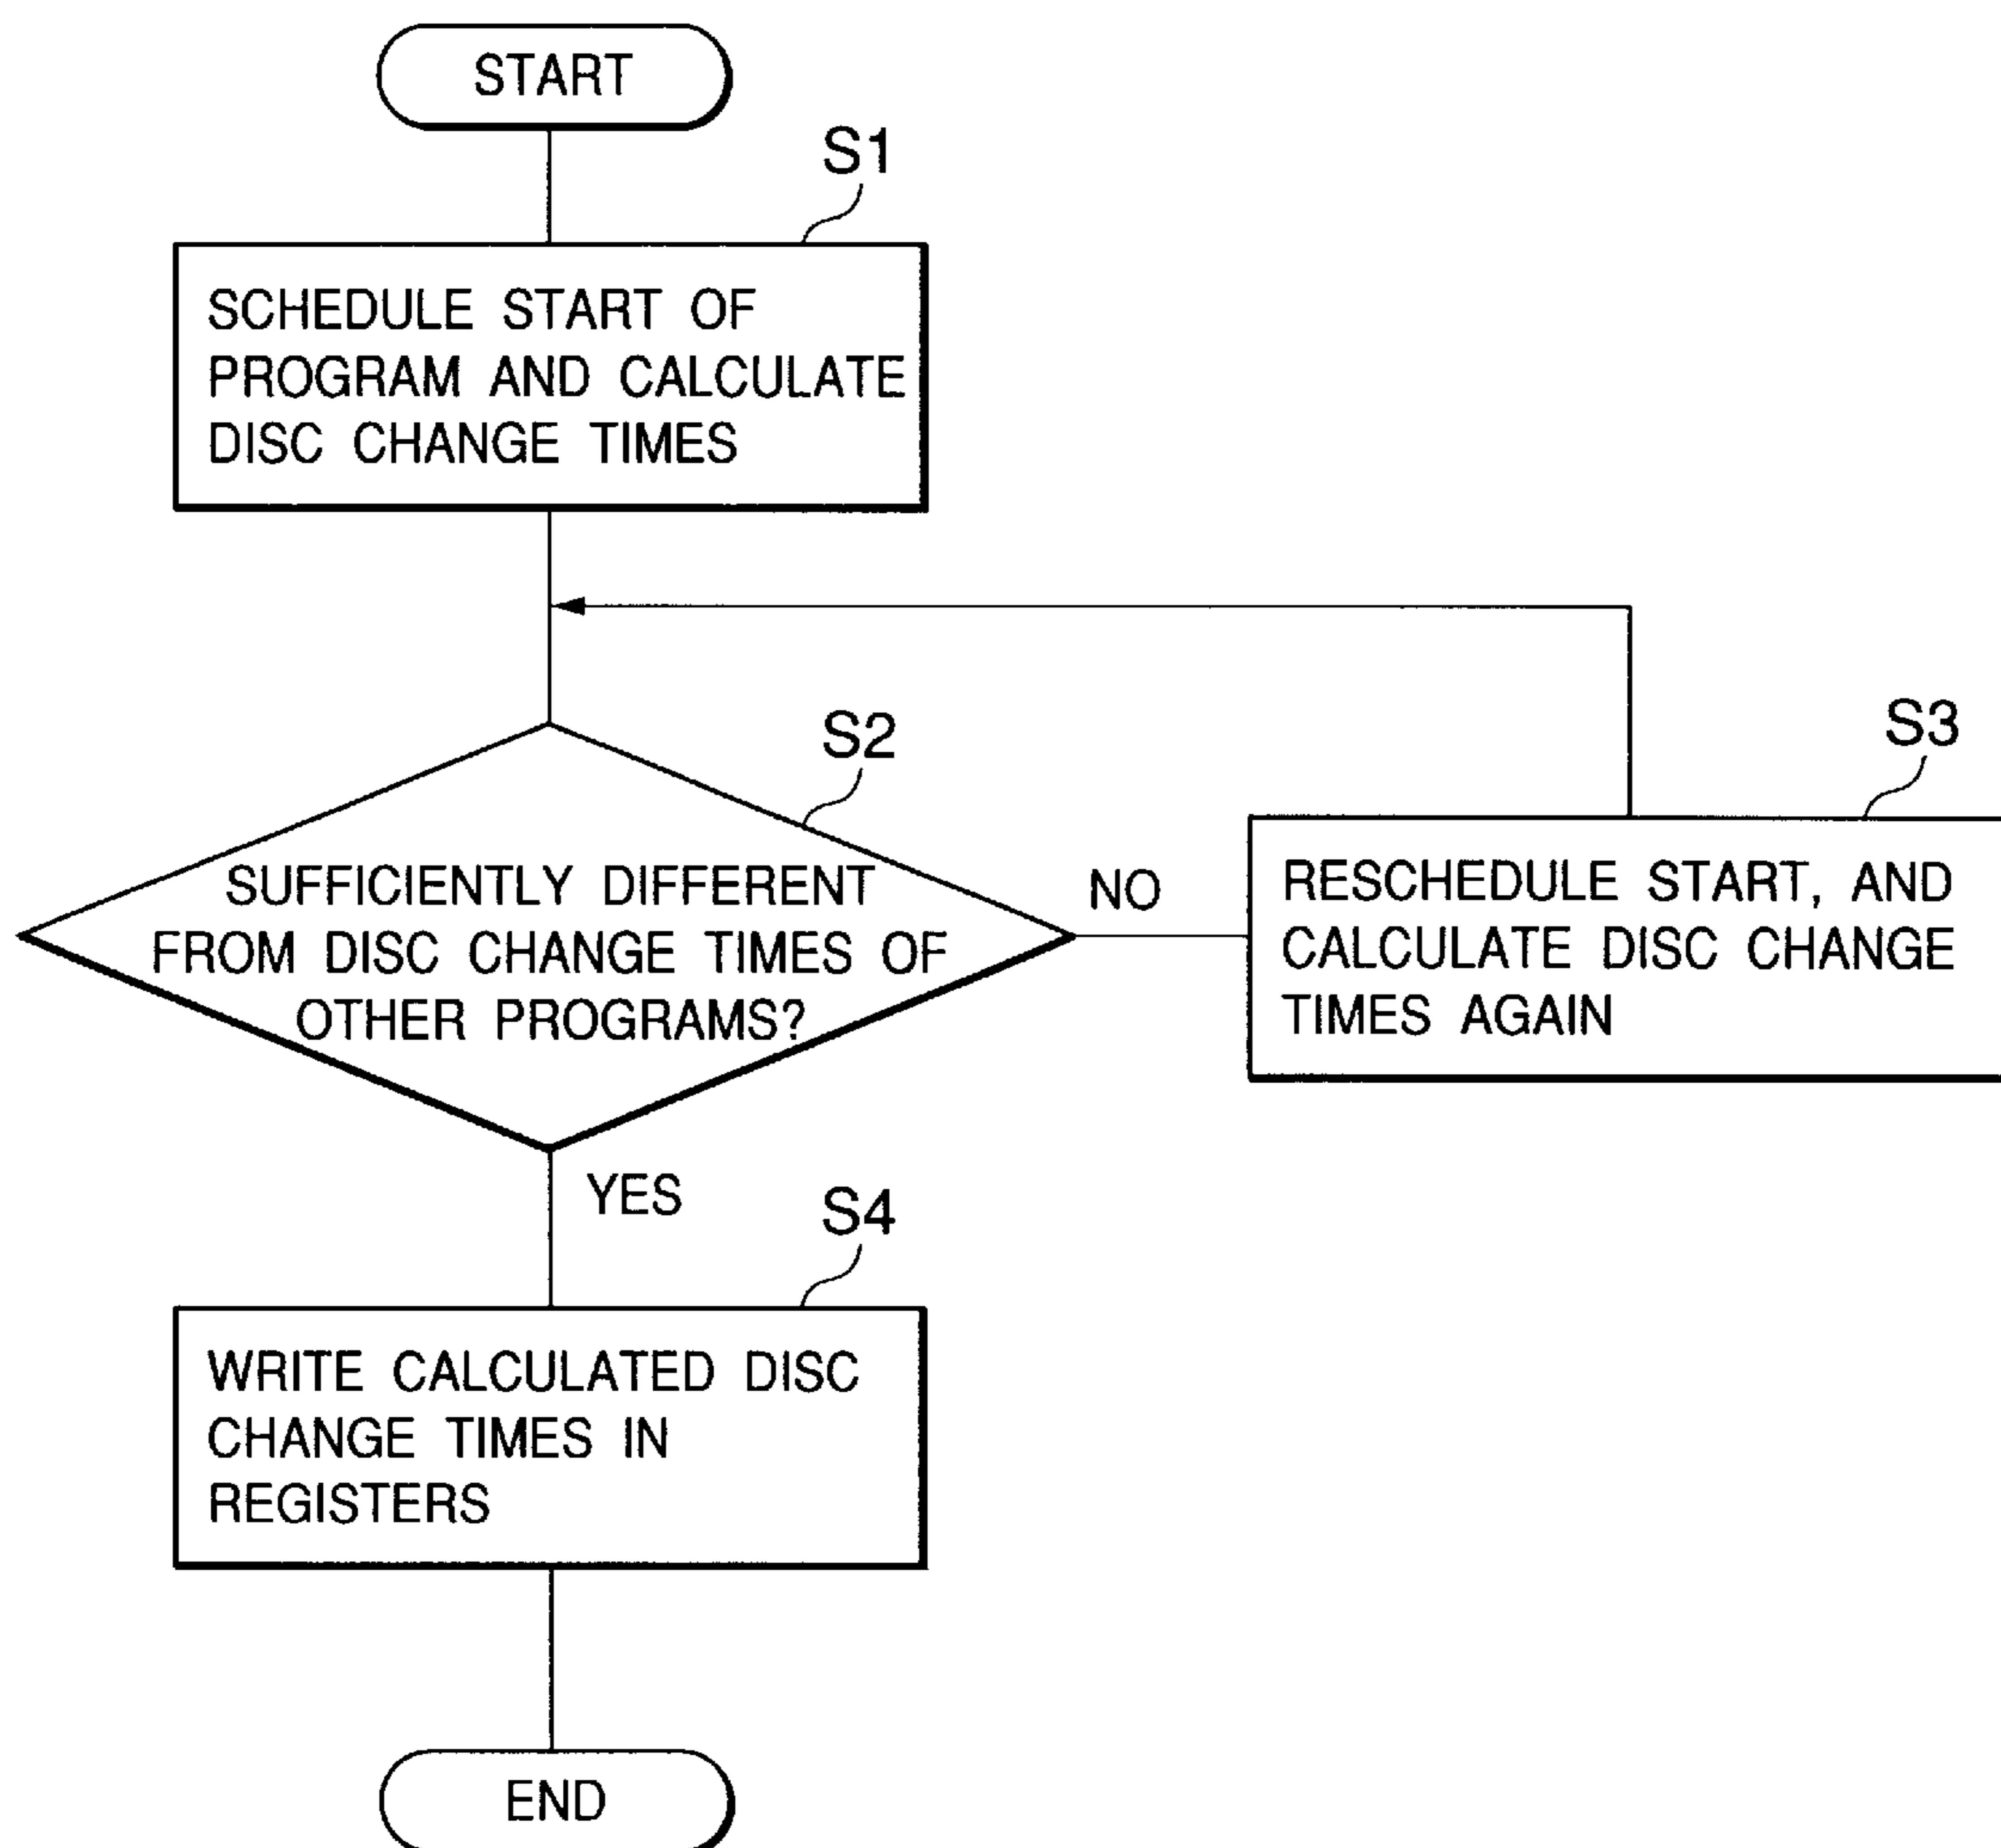 START
S1
SCHEDULE START OF
PROGRAM AND CALCULATE
DISC CHANGE TIMES
S2
SUFFICIENTLY DIFFERENT
FROM DISC CHANGE TIMES OF
OTHER PROGRAMS?
NO
S3
RESCHEDULE START, AND
CALCULATE DISC CHANGE
TIMES AGAIN
YES
S4
WRITE CALCULATED DISC
CHANGE TIMES IN
REGISTERS
END